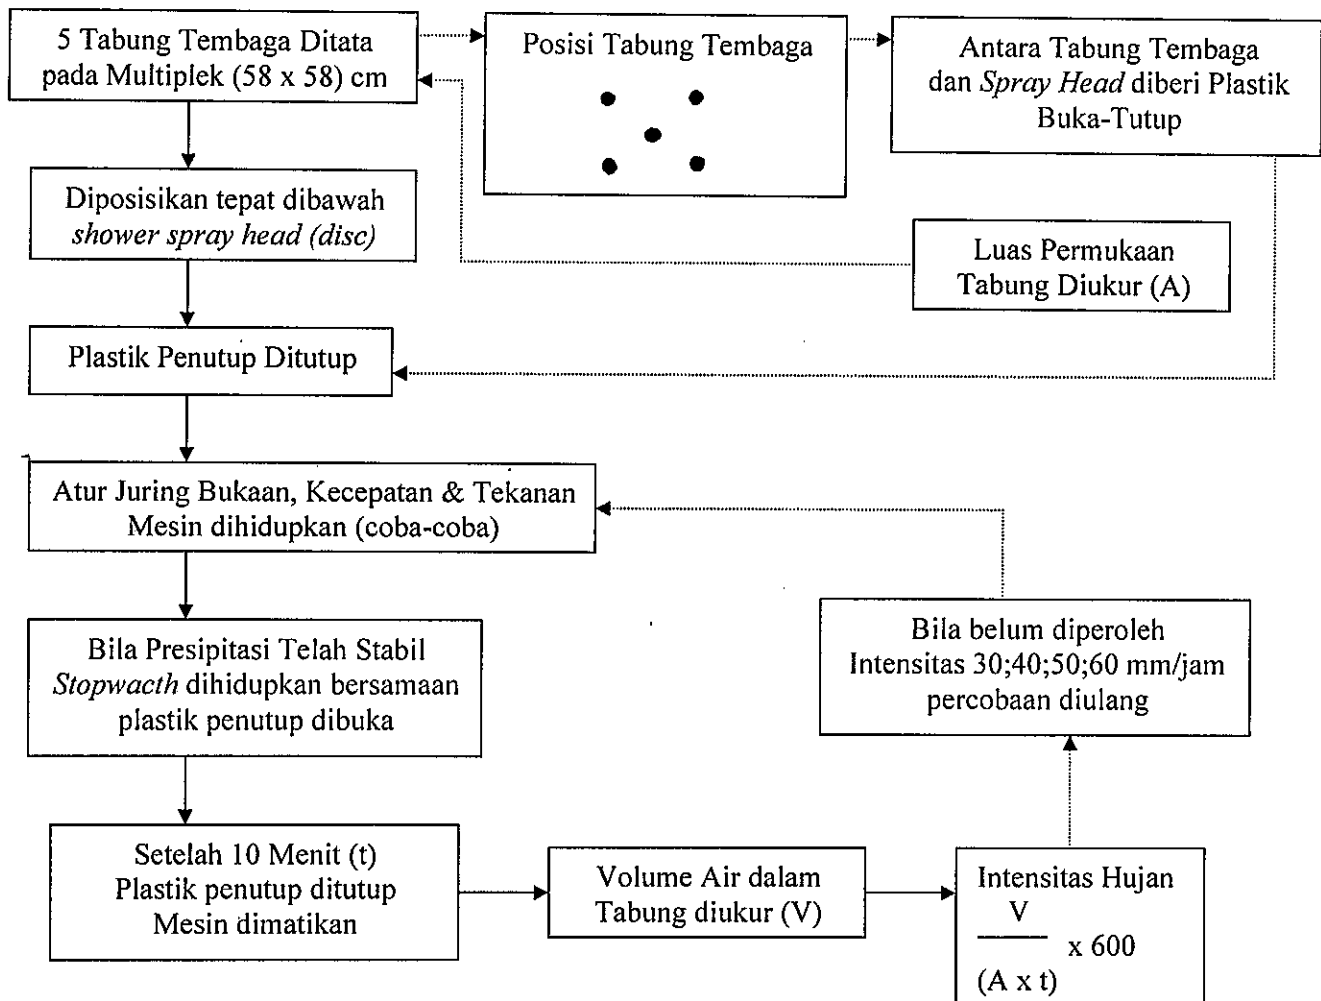 5 Tabung Tembaga Ditata
pada Multiplek (58 x 58) cm
Posisi Tabung Tembaga
Antara Tabung Tembaga
dan Spray Head diberi Plastik
Buka-Tutup
Diposisikan tepat dibawah
shower spray head (disc)
Luas Permukaan
Tabung Diukur (A)
Plastik Penutup Ditutup
Atur Juring Bukaan, Kecepatan & Tekanan
Mesin dihidupkan (coba-coba)
Bila Presipitasi Telah Stabil
Stopwacth dihidupkan bersamaan
plastik penutup dibuka
Bila belum diperoleh
Intensitas 30;40;50;60 mm/jam
percobaan diulang
Setelah 10 Menit (t)
Plastik penutup ditutup
Mesin dimatikan
Volume Air dalam
Tabung diukur (V)
Intensitas Hujan
V
x 600
(A x t)